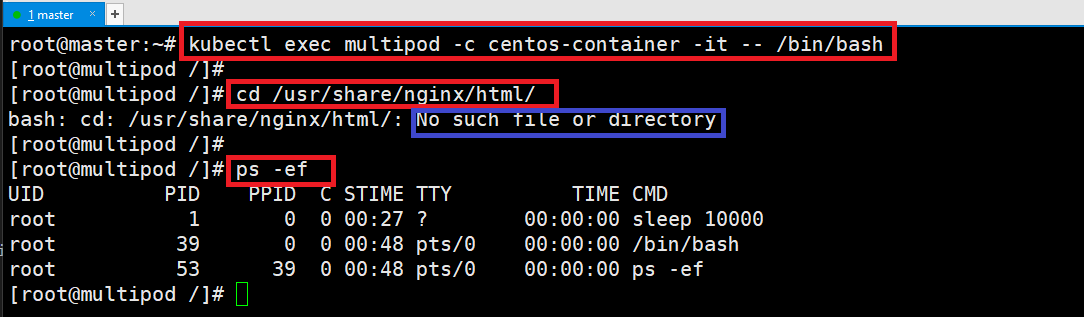 1 master × +
root@master:~# kubectl exec multipod -c centos-container -it -- /bin/bash
[root@multipod /]#
[root@multipod /]# cd /usr/share/nginx/html/
bash: cd: /usr/share/nginx/html/: No such file or directory
[root@multipod /]#
[root@multipod /]# ps -ef
UID          PID    PPID  C STIME TTY          TIME CMD
root           1       0  0 00:27 ?        00:00:00 sleep 10000
root          39       0  0 00:48 pts/0    00:00:00 /bin/bash
root          53      39  0 00:48 pts/0    00:00:00 ps -ef
[root@multipod /]#